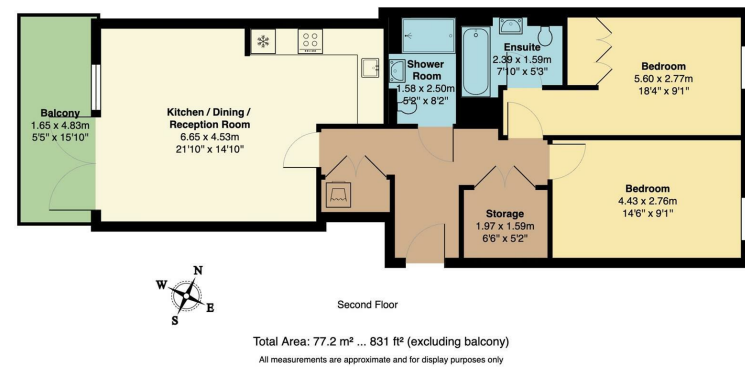 Balcony
1.65 x 4.83m
5'5" x 15'10"
Kitchen / Dining /
Reception Room
6.65 x 4.53m
21'10" x 14'10"
Shower
Room
1.58 x 2.50m
5'2" x 8'2"
Ensuite
2.39 x 1.59m
7'10" x 5'3"
Bedroom
5.60 x 2.77m
18'4" x 9'1"
Bedroom
4.43 x 2.76m
14'6" x 9'1"
Storage
1.97 x 1.59m
6'6" x 5'2"
N
W
E
S
Second Floor
Total Area: 77.2 m² ... 831 ft² (excluding balcony)
All measurements are approximate and for display purposes only